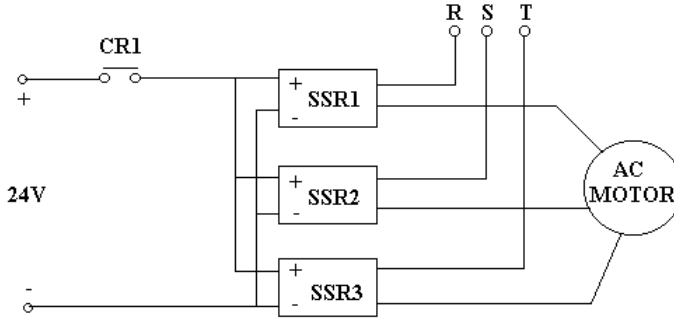 R S T
CR1
+
+
-
SSR1
24V
+
-
SSR2
AC
MOTOR
-
+
-
SSR3